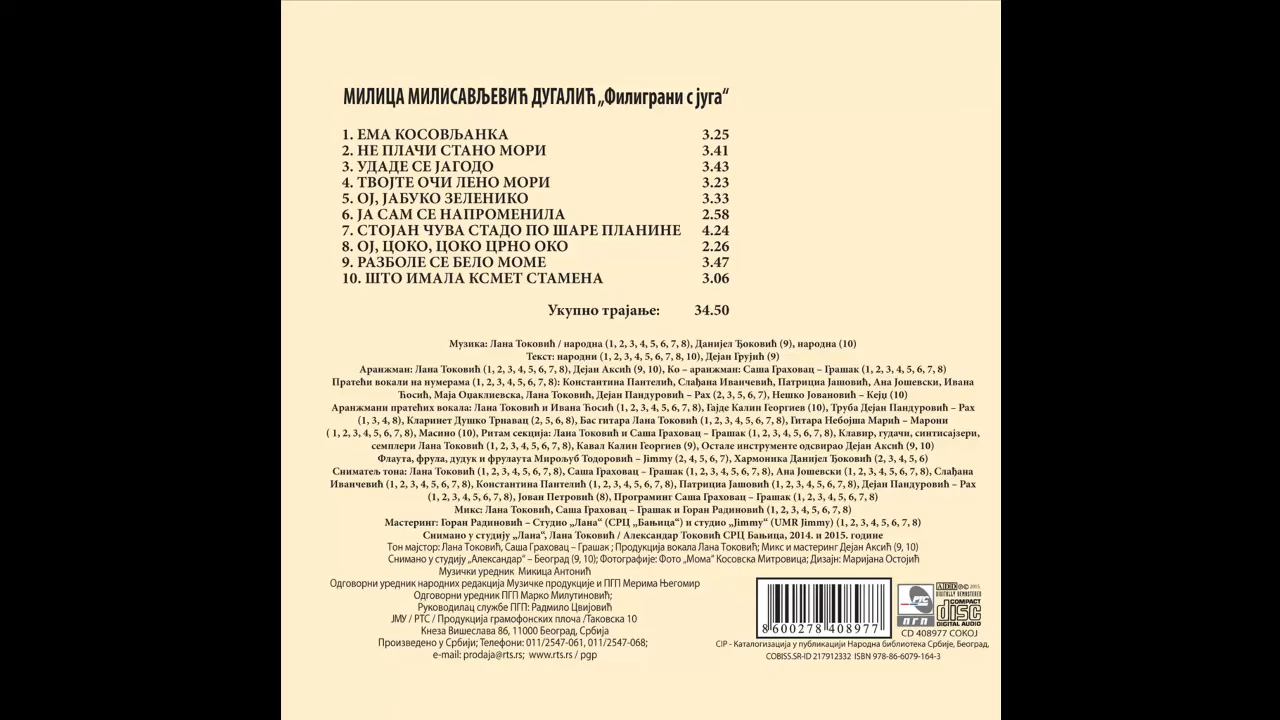 МИЛИЦА МИЛИСАВЉЕВИЋ ДУГАЛИЋ „Филиграни с југа“
1. ЕМА КОСОВЉАНКА 3.25
2. НЕ ПЛАЧИ СТАНО МОРИ 3.41
3. УДАДЕ СЕ ЈАГОДО 3.43
4. ТВОЈТЕ ОЧИ ЛЕНО МОРИ 3.23
5. ОЈ, ЈАБУКО ЗЕЛЕНИКО 3.33
6. ЈА САМ СЕ НАПРОМЕНИЛА 2.58
7. СТОЈАН ЧУВА СТАДО ПО ШАРЕ ПЛАНИНЕ 4.24
8. ОЈ, ЦОКО, ЦОКО ЦРНО ОКО 2.26
9. РАЗБОЛЕ СЕ БЕЛО МОМЕ 3.47
10. ШТО ИМАЛА КСМЕТ СТАМЕНА 3.06
Укупно трајање: 34.50
Музика: Лана Токовић / народна (1, 2, 3, 4, 5, 6, 7, 8), Данијел Ђоковић (9), народна (10)
Текст: народни (1, 2, 3, 4, 5, 6, 7, 8, 10), Дејан Грујић (9)
Аранжман: Лана Токовић (1, 2, 3, 4, 5, 6, 7, 8), Дејан Аксић (9, 10), Ко – аранжман: Саша Граховац – Грашак (1, 2, 3, 4, 5, 6, 7, 8)
Пратећи вокали на нумерама (1, 2, 3, 4, 5, 6, 7, 8): Константина Пантелић, Слађана Иванчевић, Патрициа Јашовић, Ана Јошевски, Ивана
Ћосић, Маја Оџаклиевска, Лана Токовић, Дејан Пандуровић – Pax (2, 3, 5, 6, 7), Нешко Јовановић – Кејџ (10)
Аранжмани пратећих вокала: Лана Токовић и Ивана Ћосић (1, 2, 3, 4, 5, 6, 7, 8), Гајде Калин Георгиев (10), Труба Дејан Пандуровић – Pax
(1, 3, 4, 8), Кларинет Душко Трнавац (2, 5, 6, 8), Бас гитара Лана Токовић (1, 2, 3, 4, 5, 6, 7, 8), Гитара Небојша Марић – Марони
( 1, 2, 3, 4, 5, 6, 7, 8), Масино (10), Ритам секција: Лана Токовић и Саша Граховац – Грашак (1, 2, 3, 4, 5, 6, 7, 8), Клавир, гудачи, синтисајзери,
семплери Лана Токовић (1, 2, 3, 4, 5, 6, 7, 8), Кавал Калин Георгиев (9), Остале инструменте одсвирао Дејан Аксић (9, 10)
Флаута, фрула, дудук и фрулаута Мирољуб Тодоровић – Jimmy (2, 4, 5, 6, 7), Хармоника Данијел Ђоковић (2, 3, 4, 5, 6)
Сниматељ тона: Лана Токовић (1, 2, 3, 4, 5, 6, 7, 8), Саша Граховац – Грашак (1, 2, 3, 4, 5, 6, 7, 8), Ана Јошевски (1, 2, 3, 4, 5, 6, 7, 8), Слађана
Иванчевић (1, 2, 3, 4, 5, 6, 7, 8), Константина Пантелић (1, 2, 3, 4, 5, 6, 7, 8), Патрициа Јашовић (1, 2, 3, 4, 5, 6, 7, 8), Дејан Пандуровић – Pax
(1, 2, 3, 4, 5, 6, 7, 8), Јован Петровић (8), Програминг Саша Граховац – Грашак (1, 2, 3, 4, 5, 6, 7, 8)
Микс: Лана Токовић, Саша Граховац – Грашак и Горан Радиновић (1, 2, 3, 4, 5, 6, 7, 8)
Мастеринг: Горан Радиновић – Студио „Лана“ (СРЦ „Бањица“) и студио „Jimmy“ (UMR Jimmy) (1, 2, 3, 4, 5, 6, 7, 8)
Снимано у студију „Лана“, Лана Токовић / Александар Токовић СРЦ Бањица, 2014. и 2015. године
Тон мајстор: Лана Токовић, Саша Граховац – Грашак ; Продукција вокала Лана Токовић; Микс и мастеринг Дејан Аксић (9, 10)
Снимано у студију „Александар“ – Београд (9, 10); Фотографије: Фото „Мома“ Косовска Митровица; Дизајн: Маријана Остојић
Музички уредник Микица Антонић
Одговорни уредник народних редакција Музичке продукције и ПГП Мерима Његомир
Одговорни уредник ПГП Марко Милутиновић;
Руководилац службе ПГП: Радмило Цвијовић
ЈМУ / РТС / Продукција грамофонских плоча /Таковска 10
Кнеза Вишеслава 86, 11000 Београд, Србија
Произведено у Србији; Телефони: 011/2547-061, 011/2547-068;
e-mail: prodaja@rts.rs; www.rts.rs / pgp
8 600278 408977
РТС
ПГП
DIGITALLY REMASTERED
COMPACT
disc
DIGITAL AUDIO
CD 408977 СОКОЈ
CIP - Каталогизација у публикацији Народна библиотека Србије, Београд,
COBISS.SR-ID 217912332 ISBN 978-86-6079-164-3